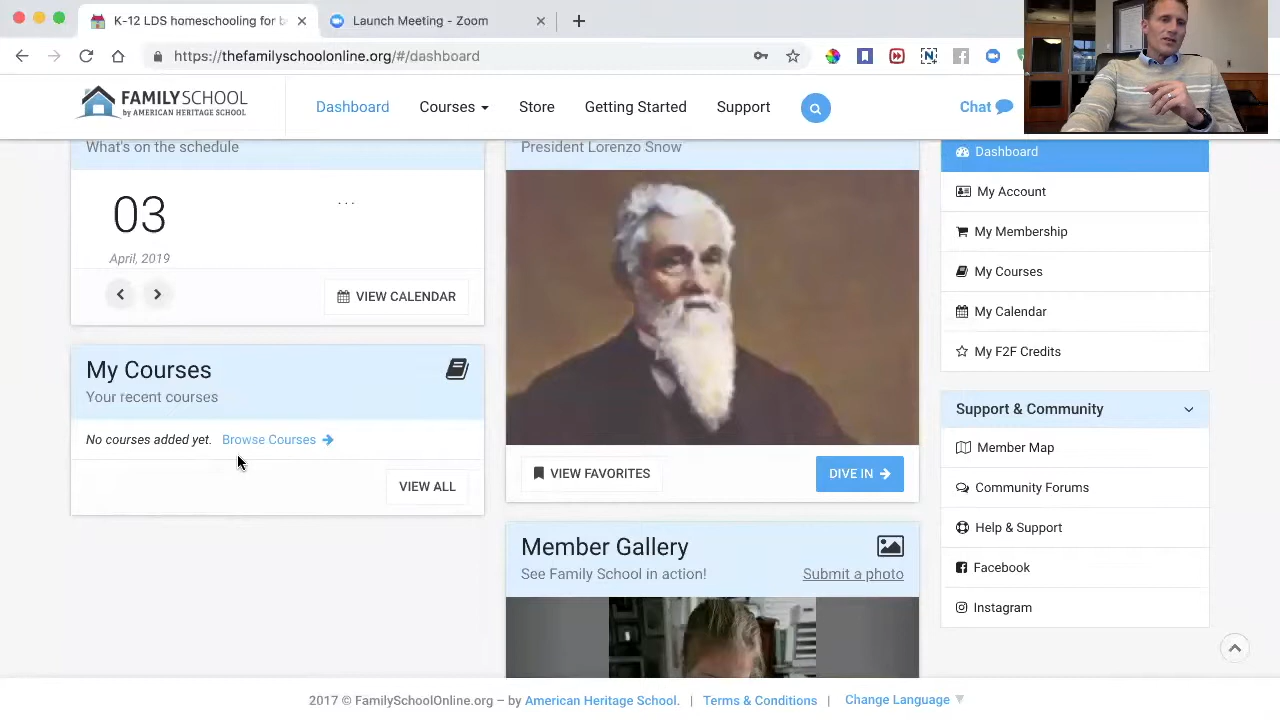 K-12 LDS homeschooling for b
Launch Meeting - Zoom
https://thefamilyschoolonline.org/#/dashboard
FAMILYSCHOOL
by AMERICAN HERITAGE SCHOOL
Dashboard
Courses
Store
Getting Started
Support
Chat
What's on the schedule
03
...
April, 2019
VIEW CALENDAR
My Courses
Your recent courses
No courses added yet. Browse Courses
VIEW ALL
President Lorenzo Snow
VIEW FAVORITES
DIVE IN
Member Gallery
See Family School in action!
Submit a photo
Dashboard
My Account
My Membership
My Courses
My Calendar
My F2F Credits
Support & Community
Member Map
Community Forums
Help & Support
Facebook
Instagram
2017 © FamilySchoolOnline.org – by American Heritage School. | Terms & Conditions | Change Language